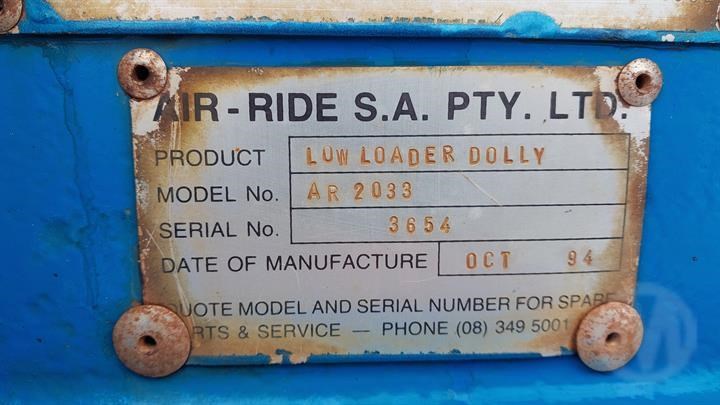 AIR-RIDE S.A. PTY. LTD.
PRODUCT LOW LOADER DOLLY
MODEL No. AR 2033
SERIAL No. 3654
DATE OF MANUFACTURE OCT 94
QUOTE MODEL AND SERIAL NUMBER FOR SPARE
PARTS & SERVICE — PHONE (08) 349 5001